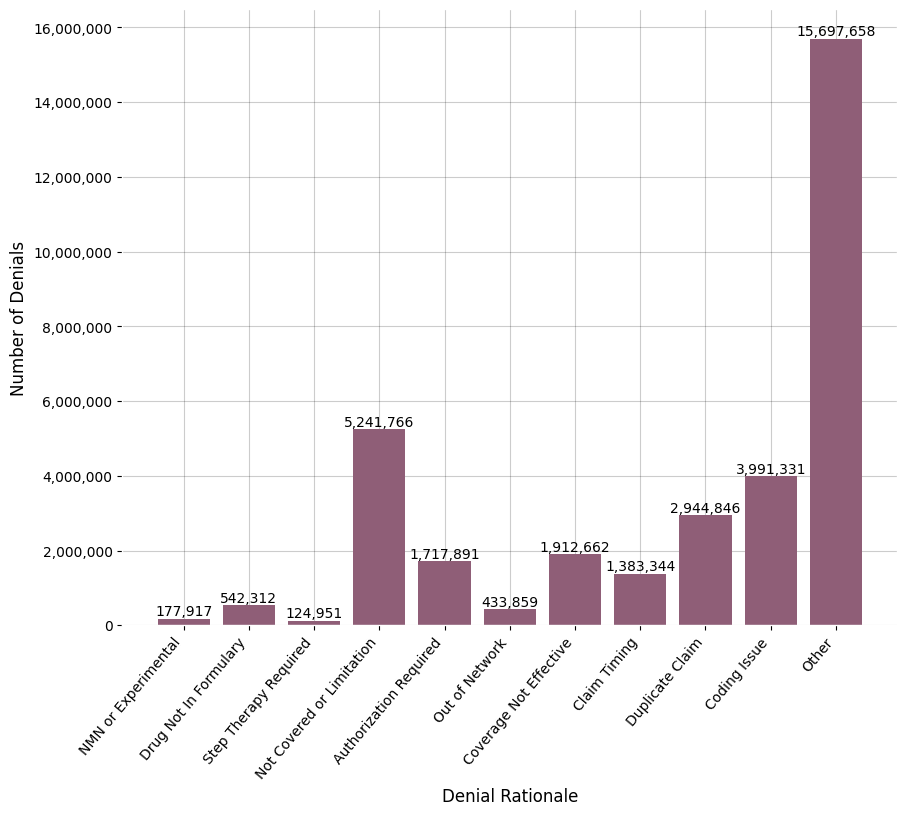 16,000,000
14,000,000
12,000,000
10,000,000
8,000,000
6,000,000
4,000,000
2,000,000
0
Number of Denials
177,917
542,312
124,951
5,241,766
1,717,891
433,859
1,912,662
1,383,344
2,944,846
3,991,331
15,697,658
NMN or Experimental
Drug Not In Formulary
Step Therapy Required
Not Covered or Limitation
Authorization Required
Out of Network
Coverage Not Effective
Claim Timing
Duplicate Claim
Coding Issue
Other
Denial Rationale